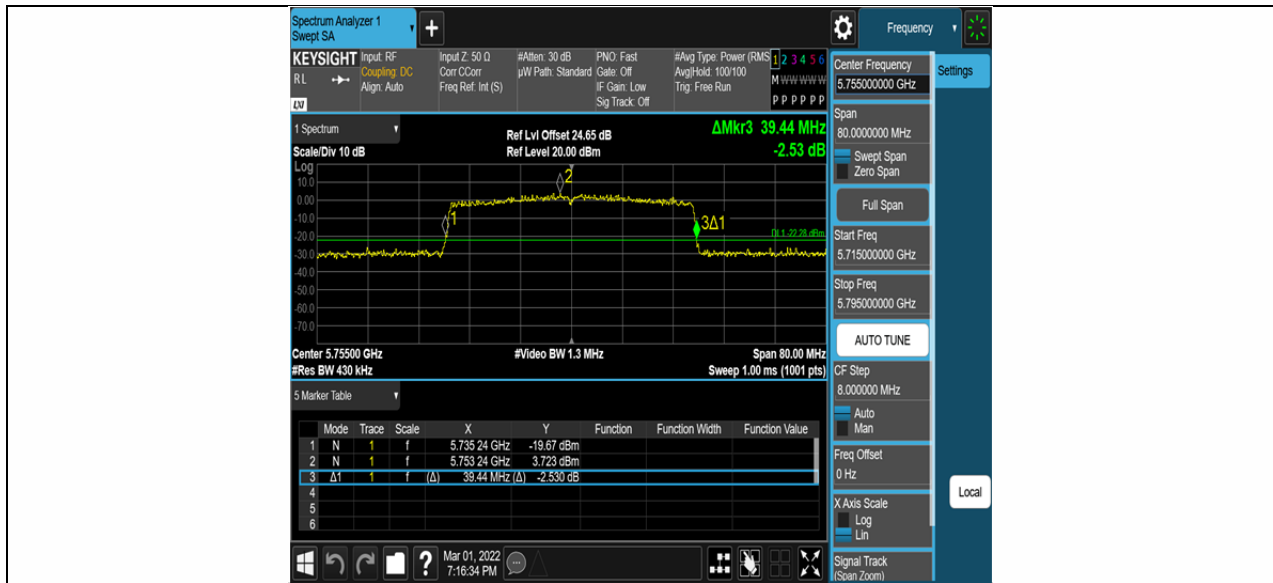 Spectrum Analyzer 1
Swept SA
+
Frequency
KEYSIGHT
RL
LXI
Input: RF
Coupling: DC
Align: Auto
Input Z: 50 Ω
Corr CCorr
Freq Ref: Int (S)
#Atten: 30 dB
µW Path: Standard
PNO: Fast
Gate: Off
IF Gain: Low
Sig Track: Off
#Avg Type: Power (RMS
Avg|Hold: 100/100
Trig: Free Run
1 2 3 4 5 6
M W W W W W
P P P P P P
Center Frequency
5.755000000 GHz
Settings
Span
80.0000000 MHz
Swept Span
Zero Span
Full Span
Start Freq
5.715000000 GHz
Stop Freq
5.795000000 GHz
AUTO TUNE
CF Step
8.000000 MHz
Auto
Man
Freq Offset
0 Hz
X Axis Scale
Log
Lin
Signal Track
(Span Zoom)
Local
1 Spectrum
Scale/Div 10 dB
Ref Lvl Offset 24.65 dB
Ref Level 20.00 dBm
ΔMkr3 39.44 MHz
-2.53 dB
Log
10.0
0.00
-10.0
-20.0
-30.0
-40.0
-50.0
-60.0
-70.0
1
2
3Δ1
DL1 -22.28 dBm
Center 5.75500 GHz
#Video BW 1.3 MHz
Span 80.00 MHz
#Res BW 430 kHz
Sweep 1.00 ms (1001 pts)
5 Marker Table
Mode Trace Scale X Y Function Function Width Function Value
1 N 1 f 5.735 24 GHz -19.67 dBm
2 N 1 f 5.753 24 GHz 3.723 dBm
3 Δ1 1 f (Δ) 39.44 MHz (Δ) -2.530 dB
4
5
6
?
Mar 01, 2022
7:16:34 PM